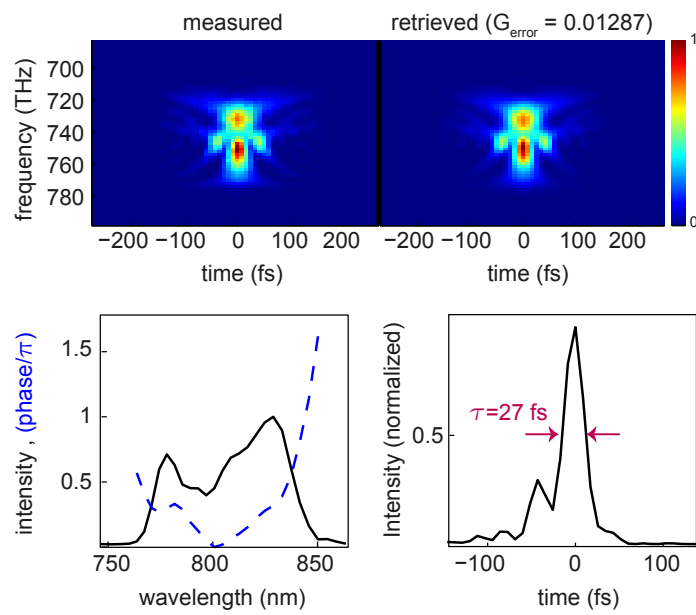 measured
retrieved (G_error = 0.01287)
1
0
frequency (THz)
700
720
740
760
780
−200 −100 0 100 200
−200 −100 0 100 200
time (fs)
time (fs)
intensity , (phase/π)
1.5
1
0.5
750 800 850
wavelength (nm)
Intensity (normalized)
0.5
τ=27 fs
−100 0 100
time (fs)